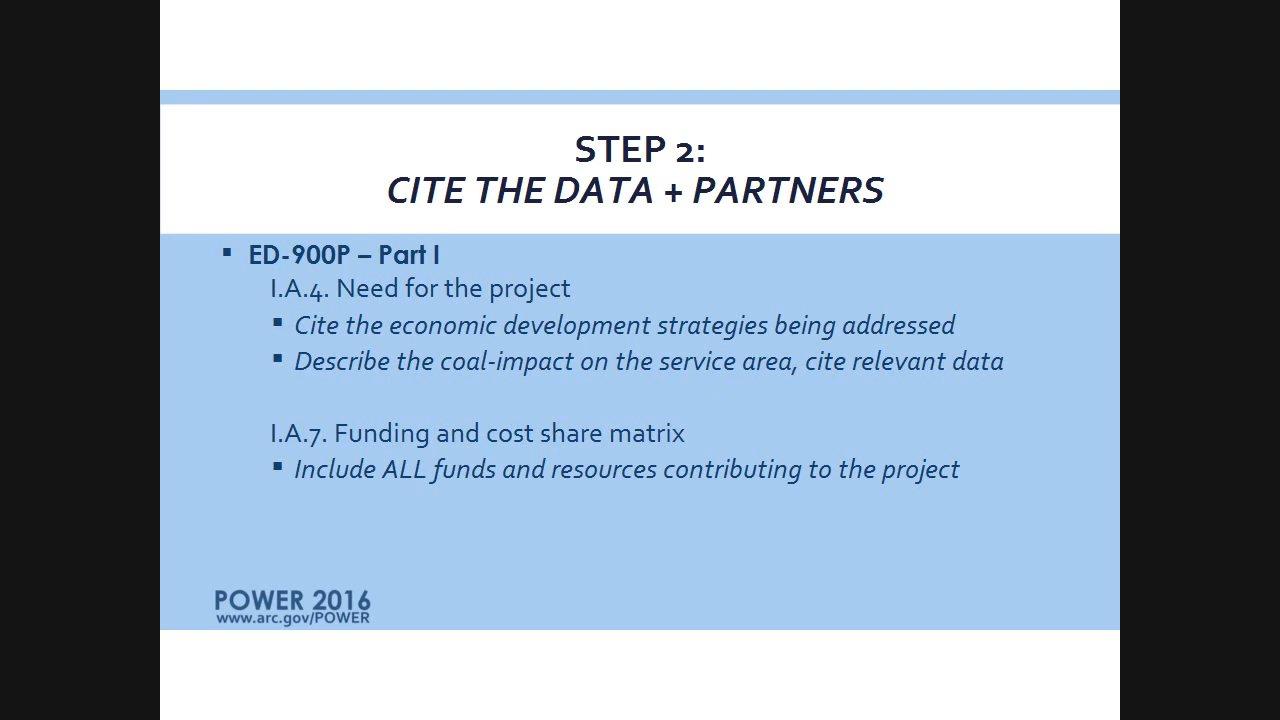 STEP 2:
CITE THE DATA + PARTNERS
▪ ED-900P – Part I
I.A.4. Need for the project
▪ Cite the economic development strategies being addressed
▪ Describe the coal-impact on the service area, cite relevant data
I.A.7. Funding and cost share matrix
▪ Include ALL funds and resources contributing to the project
POWER 2016
www.arc.gov/POWER